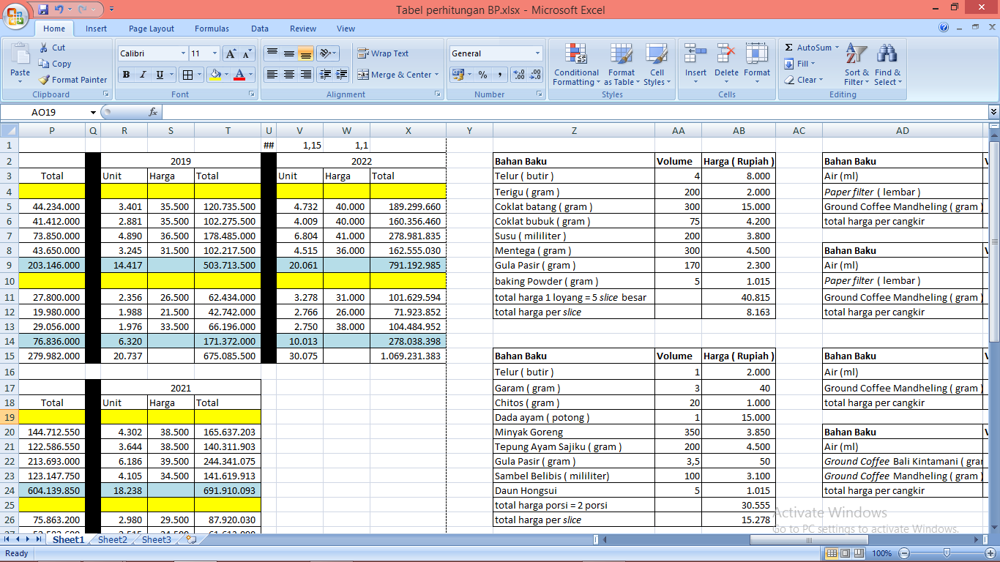 Tabel perhitungan BP.xlsx - Microsoft Excel
Home Insert Page Layout Formulas Data Review View
Paste Cut Copy Format Painter Clipboard
Calibri 11 B I U Font
Wrap Text Merge & Center Alignment
General % , Number
Conditional Formatting Format as Table Cell Styles Styles
Insert Delete Format Cells
Σ AutoSum Fill Clear Sort & Filter Find & Select Editing
AO19 fx
P Q R S T U V W X Y Z AA AB AC AD
1 ## 1,15 1,1
2 2019 2022 Bahan Baku Volume Harga ( Rupiah ) Bahan Baku
3 Total Unit Harga Total Unit Harga Total Telur ( butir ) 4 8.000 Air (ml)
4 Terigu ( gram ) 200 2.000 Paper filter ( lembar )
5 44.234.000 3.401 35.500 120.735.500 4.732 40.000 189.299.660 Coklat batang ( gram ) 300 15.000 Ground Coffee Mandheling ( gram )
6 41.412.000 2.881 35.500 102.275.500 4.009 40.000 160.356.460 Coklat bubuk ( gram ) 75 4.200 total harga per cangkir
7 73.850.000 4.890 36.500 178.485.000 6.804 41.000 278.981.835 Susu ( mililiter ) 200 3.800
8 43.650.000 3.245 31.500 102.217.500 4.515 36.000 162.555.030 Mentega ( gram ) 300 4.500 Bahan Baku
9 203.146.000 14.417 503.713.500 20.061 791.192.985 Gula Pasir ( gram ) 170 2.300 Air (ml)
10 baking Powder ( gram ) 5 1.015 Paper filter ( lembar )
11 27.800.000 2.356 26.500 62.434.000 3.278 31.000 101.629.594 total harga 1 loyang = 5 slice besar 40.815 Ground Coffee Mandheling ( gram )
12 19.980.000 1.988 21.500 42.742.000 2.766 26.000 71.923.852 total harga per slice 8.163 total harga per cangkir
13 29.056.000 1.976 33.500 66.196.000 2.750 38.000 104.484.952
14 76.836.000 6.320 171.372.000 10.013 278.038.398
15 279.982.000 20.737 675.085.500 30.075 1.069.231.383 Bahan Baku Volume Harga ( Rupiah ) Bahan Baku
16 Telur ( butir ) 1 2.000 Air (ml)
17 2021 Garam ( gram ) 3 40 Ground Coffee Mandheling ( gram )
18 Total Unit Harga Total Chitos ( gram ) 20 1.000 total harga per cangkir
19 Dada ayam ( potong ) 1 15.000
20 144.712.550 4.302 38.500 165.637.203 Minyak Goreng 350 3.850 Bahan Baku
21 122.586.550 3.644 38.500 140.311.903 Tepung Ayam Sajiku ( gram ) 200 4.500 Air (ml)
22 213.693.000 6.186 39.500 244.341.075 Gula Pasir ( gram ) 3,5 50 Ground Coffee Bali Kintamani ( gram
23 123.147.750 4.105 34.500 141.619.913 Sambel Belibis ( mililiter) 100 3.100 Ground Coffee Mandheling ( gram )
24 604.139.850 18.238 691.910.093 Daun Hongsui 5 1.015 total harga per cangkir
25 total harga porsi = 2 porsi 30.555
26 75.863.200 2.980 29.500 87.920.030 total harga per slice 15.278
Activate Windows
Go to PC settings to activate Windows.
Sheet1 Sheet2 Sheet3
Ready 100%